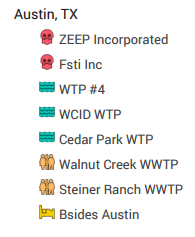 Austin, TX
ZEEP Incorporated
Fsti Inc
WTP #4
WCID WTP
Cedar Park WTP
Walnut Creek WWTP
Steiner Ranch WWTP
Bsides Austin